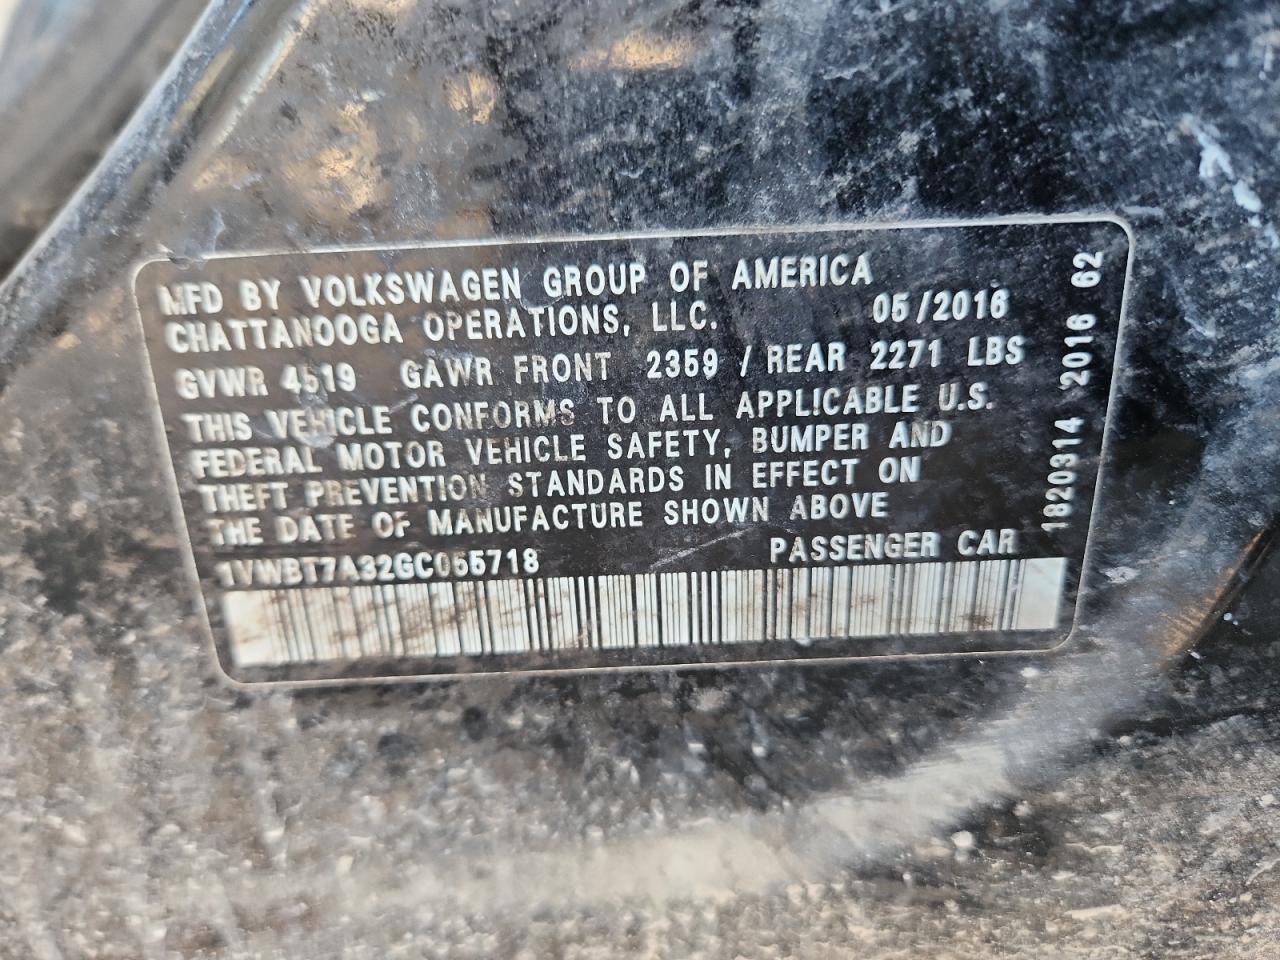 MFD BY VOLKSWAGEN GROUP OF AMERICA
CHATTANOOGA OPERATIONS, LLC. 05/2016
GVWR 4519 GAWR FRONT 2359 / REAR 2271 LBS
THIS VEHICLE CONFORMS TO ALL APPLICABLE U.S.
FEDERAL MOTOR VEHICLE SAFETY, BUMPER AND
THEFT PREVENTION STANDARDS IN EFFECT ON
THE DATE OF MANUFACTURE SHOWN ABOVE
1VWBT7A32GC055718 PASSENGER CAR
1820314 2016 62